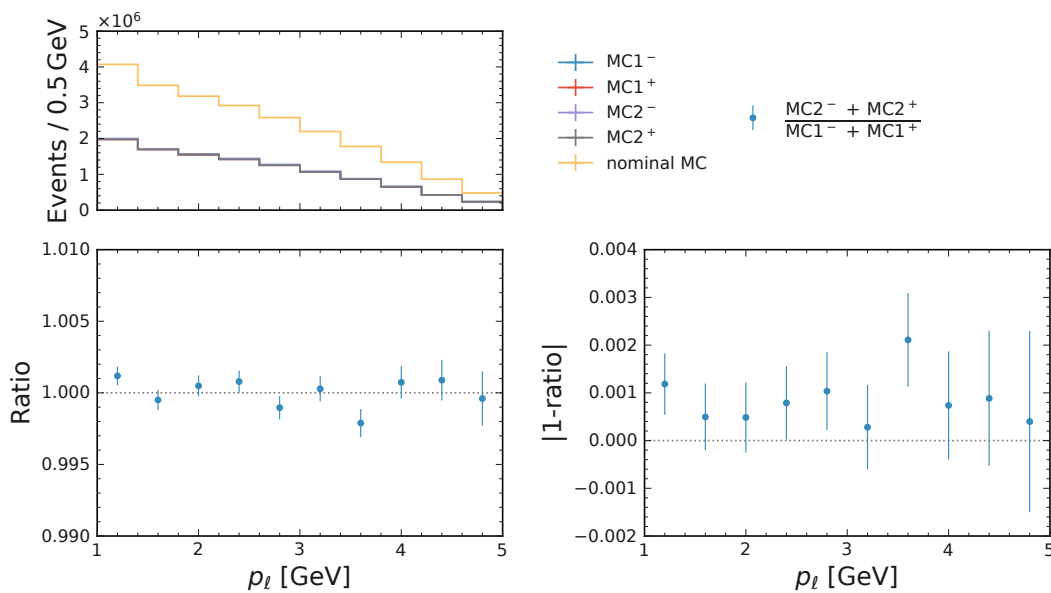 ×10⁶
5
4
3
2
1
0
Events / 0.5 GeV
MC1⁻
MC1⁺
MC2⁻
MC2⁺
nominal MC
MC2⁻ + MC2⁺
MC1⁻ + MC1⁺
1.010
1.005
1.000
0.995
0.990
Ratio
1 2 3 4 5
pℓ [GeV]
0.004
0.003
0.002
0.001
0.000
−0.001
−0.002
|1-ratio|
1 2 3 4 5
pℓ [GeV]